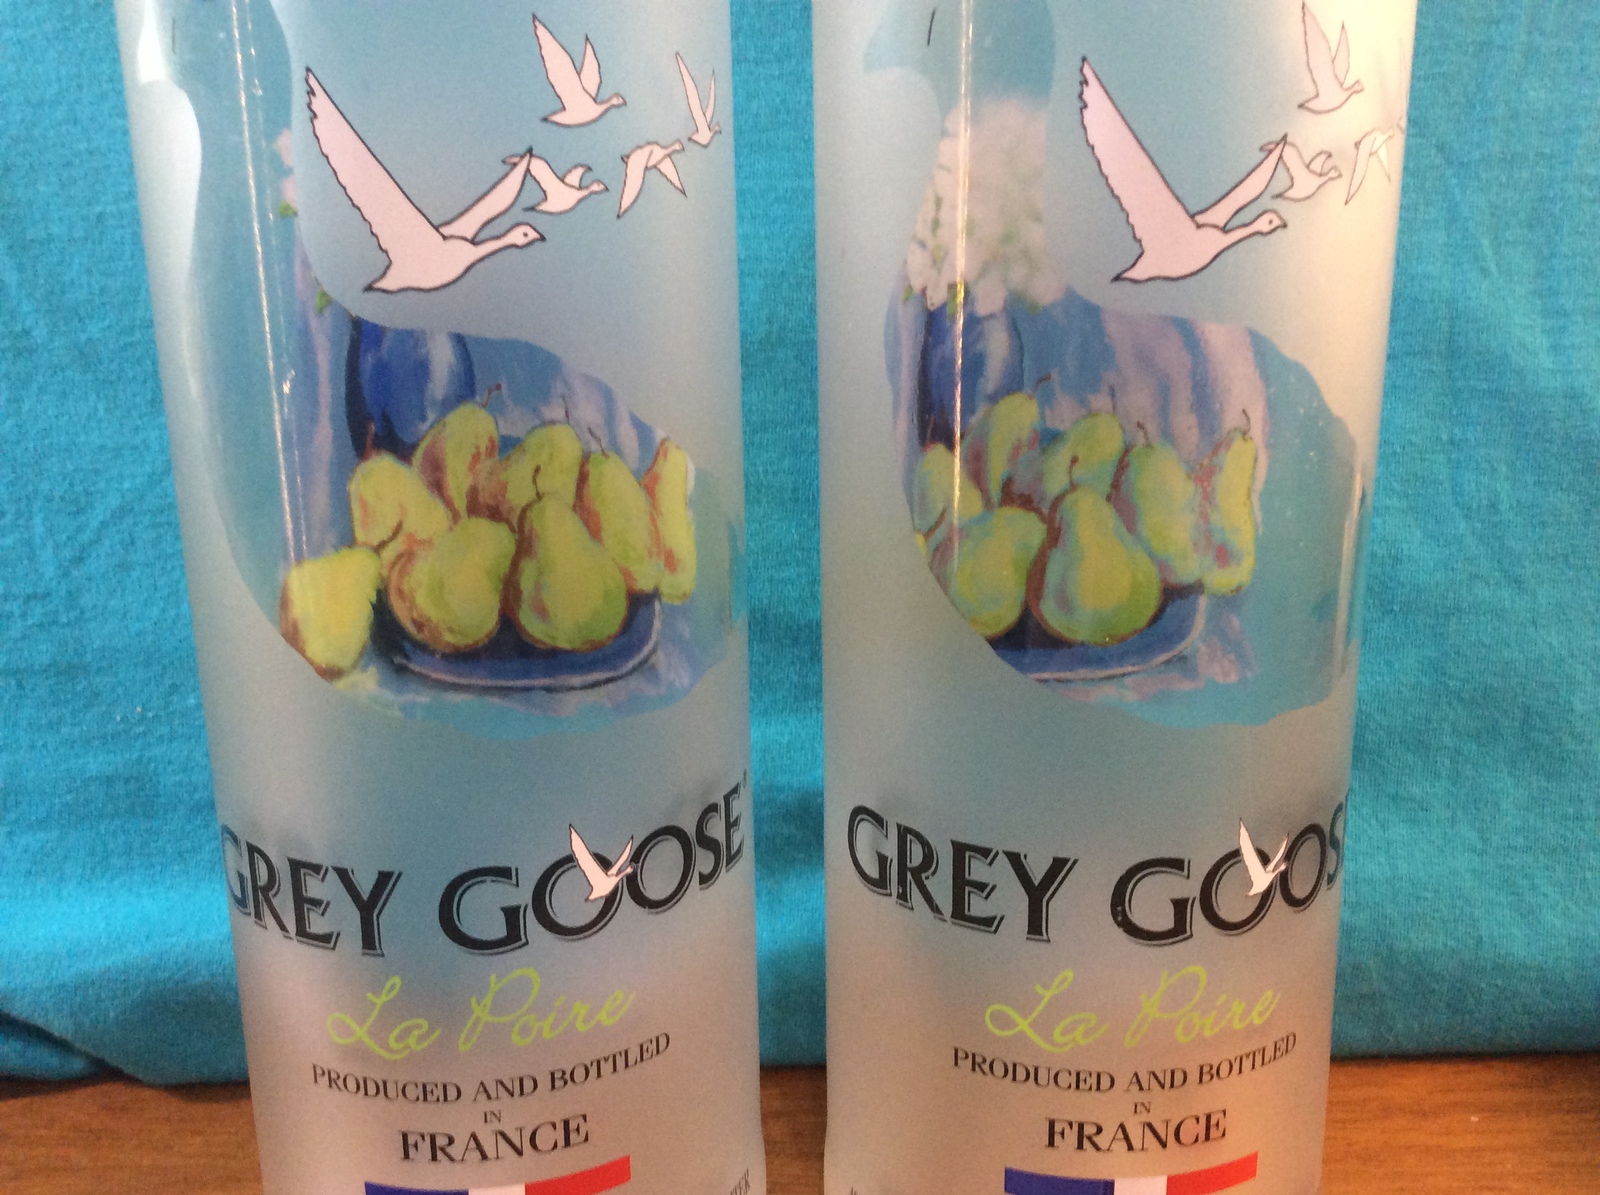 GREY GOOSE
La Poire
PRODUCED AND BOTTLED
IN
FRANCE
GREY GOOS
La Poire
PRODUCED AND BOTTLED
IN
FRANCE